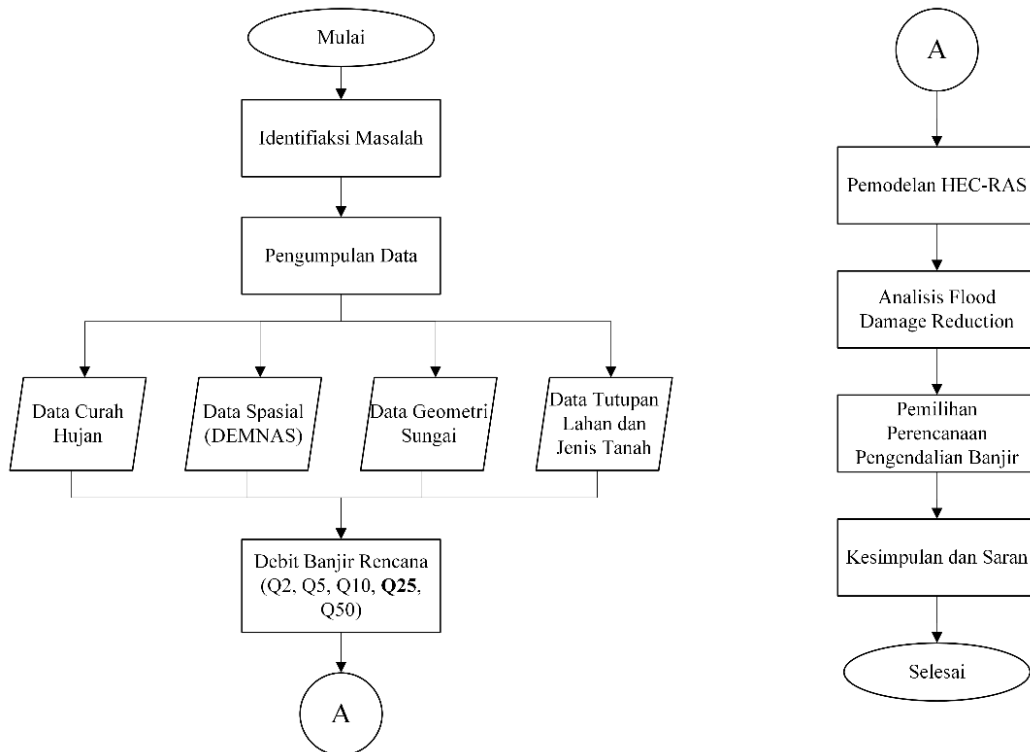 Mulai
Identifiaksi Masalah
Pengumpulan Data
Data Curah
Hujan
Data Spasial
(DEMNAS)
Data Geometri
Sungai
Data Tutupan
Lahan dan
Jenis Tanah
Debit Banjir Rencana
(Q2, Q5, Q10, Q25,
Q50)
A
A
Pemodelan HEC-RAS
Analisis Flood
Damage Reduction
Pemilihan
Perencanaan
Pengendalian Banjir
Kesimpulan dan Saran
Selesai